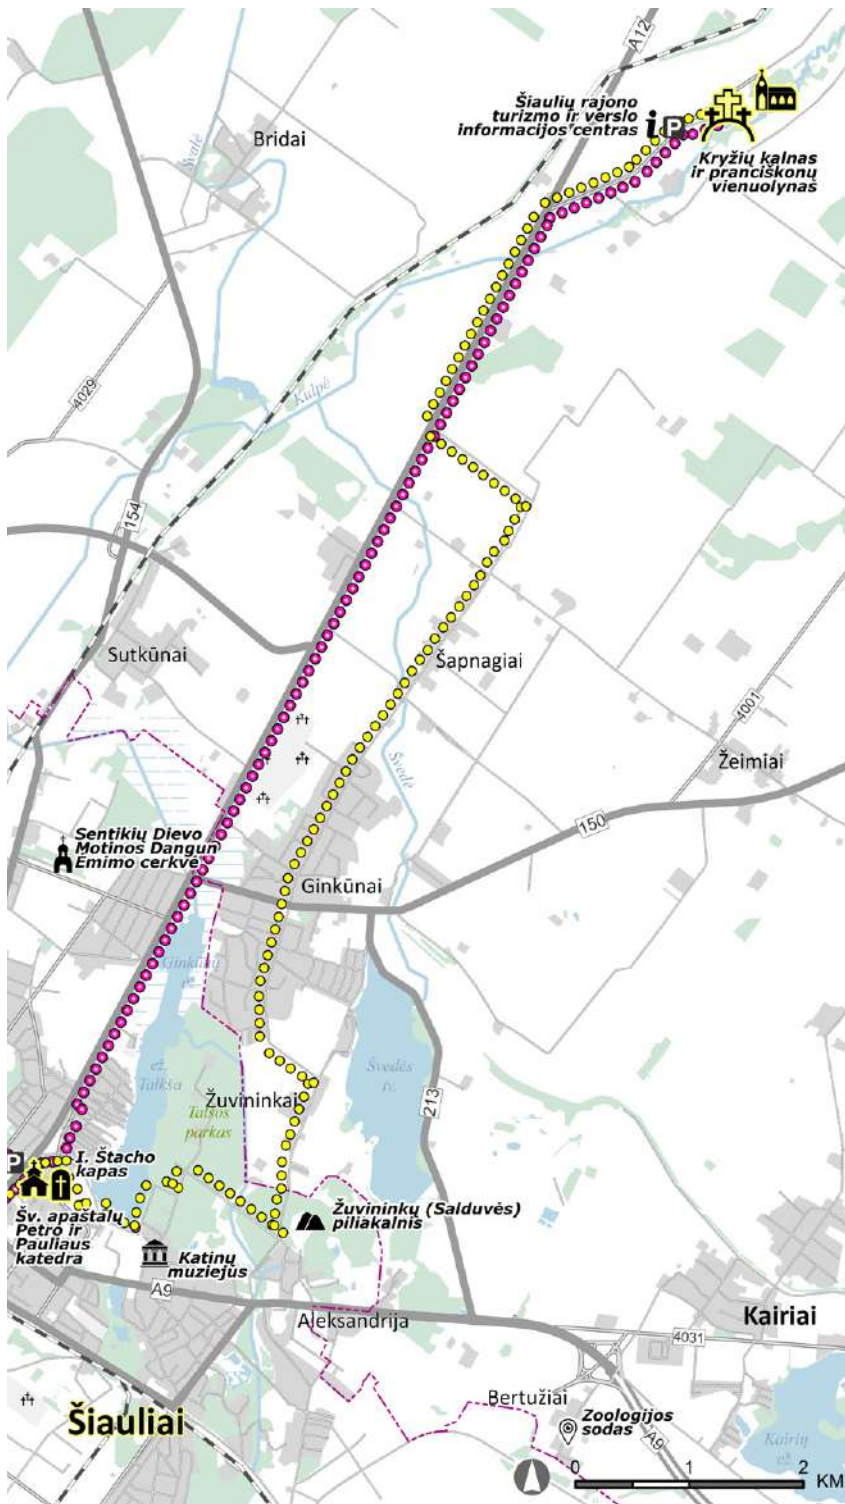 A12
Šiaulių rajono
turizmo ir verslo
informacijos centras
P
Kryžių kalnas
ir pranciškonų
vienuolynas
Bridai
Švalė
4029
Kulpė
154
Sutkūnai
Šapnagiai
Švedė
4001
Žeimiai
150
Sentikių Dievo
Motinos Dangun
Ėmimo cerkvė
Ginkūnai
Ginkūnų
tv.
ež.
Talkša
Švedės
tv.
Žuvininkai
Talšos
parkas
213
P
I. Štacho
kapas
Šv. apaštalų
Petro ir
Pauliaus
katedra
Žuvininkų (Salduvės)
piliakalnis
Katinų
muziejus
A9
Aleksandrija
Kairiai
4031
Bertužiai
Šiauliai
Zoologijos
sodas
A9
Kairių
ež.
0 1 2
KM